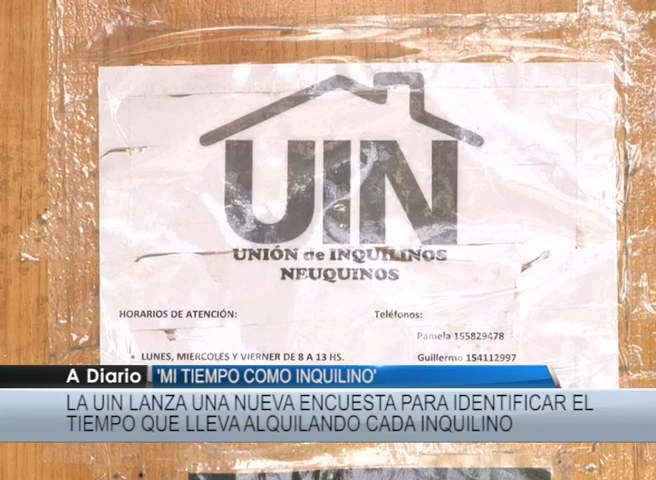 UIN
UNIÓN de INQUILINOS
NEUQUINOS
HORARIOS DE ATENCIÓN:
Teléfonos:
Pamela 155829478
• LUNES, MIERCOLES Y VIERNER DE 8 A 13 HS.
Guillermo 154112997
A Diario 'MI TIEMPO COMO INQUILINO'
LA UIN LANZA UNA NUEVA ENCUESTA PARA IDENTIFICAR EL
TIEMPO QUE LLEVA ALQUILANDO CADA INQUILINO